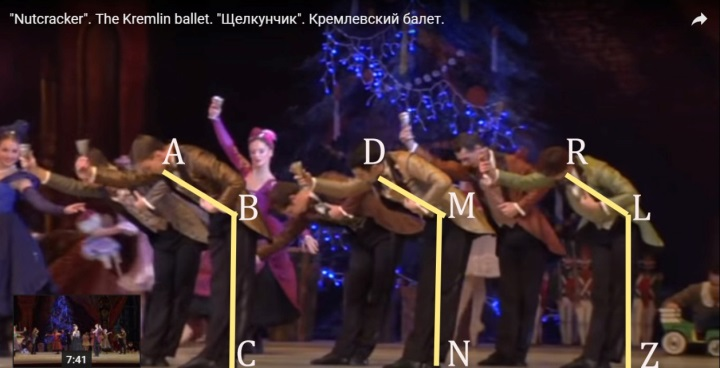 "Nutcracker". The Kremlin ballet. "Щелкунчик". Кремлевский балет.
A D R
B M L
7:41
C N Z